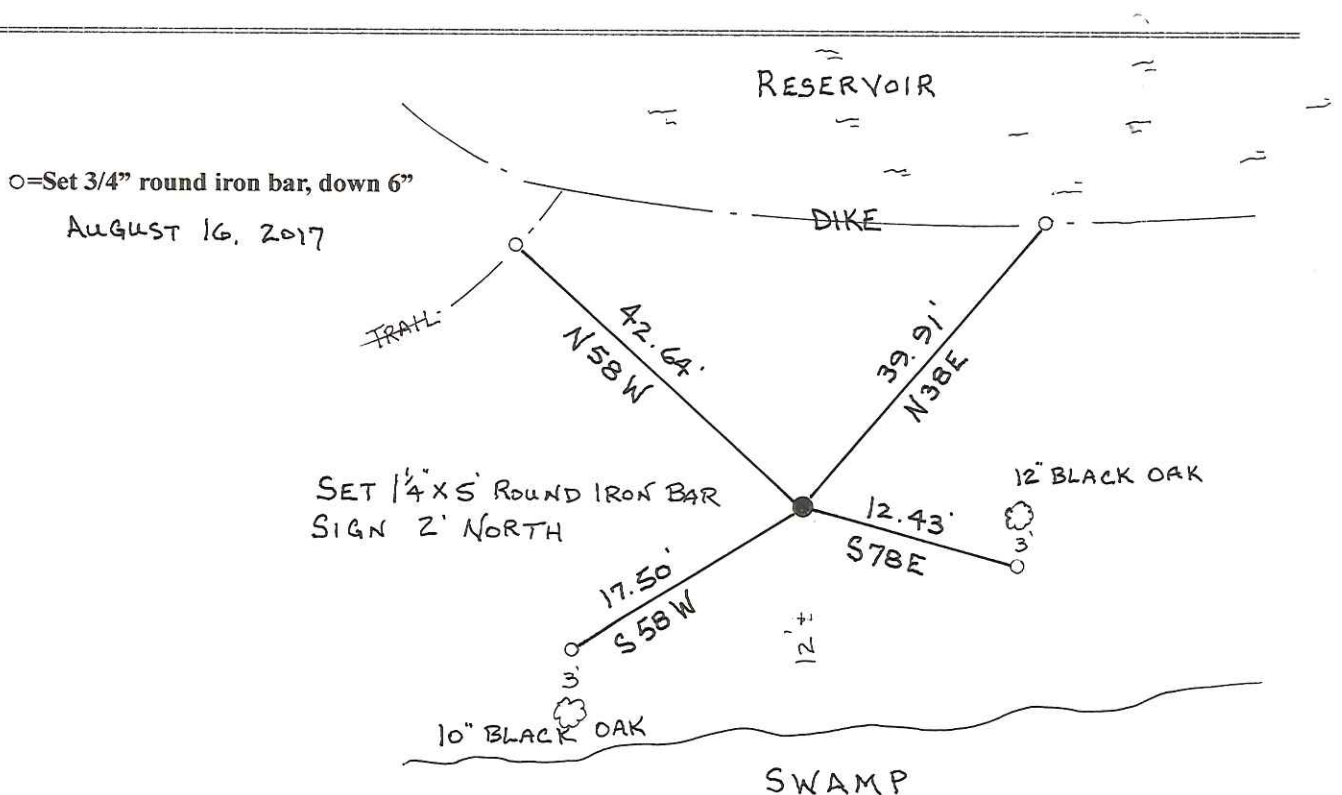 RESERVOIR
O=Set 3/4" round iron bar, down 6"
AUGUST 16, 2017
DIKE
TRAIL
42.64'
N58W
39.91'
N38E
SET 1¼" X 5' ROUND IRON BAR
SIGN 2' NORTH
12" BLACK OAK
3'
12.43'
S78E
17.50'
S58W
12'±
3'
10" BLACK OAK
SWAMP